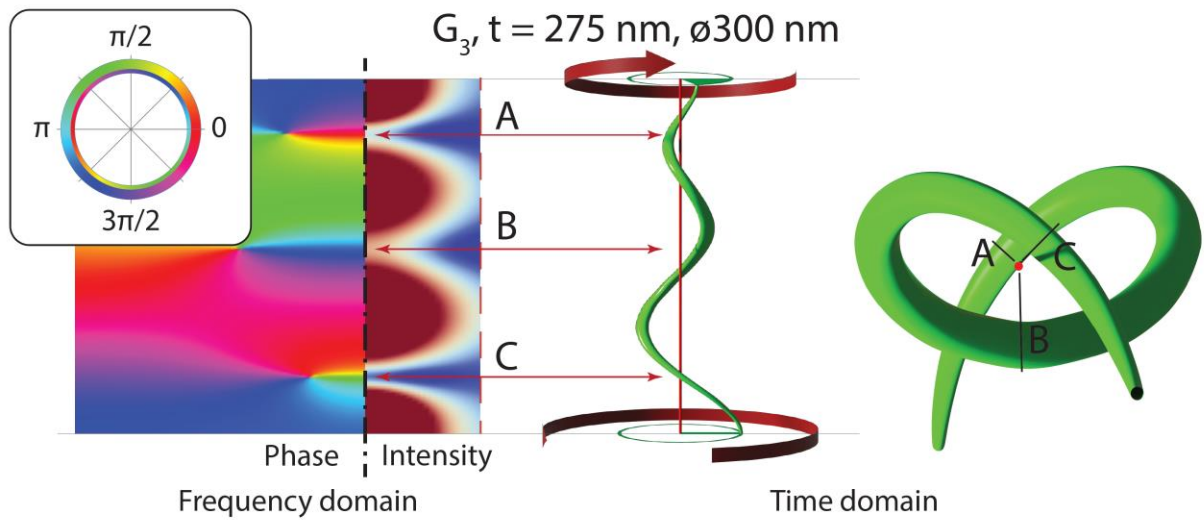 G₃, t = 275 nm, ø300 nm
π/2
π
0
3π/2
A
B
C
A
C
B
Phase
Intensity
Frequency domain
Time domain